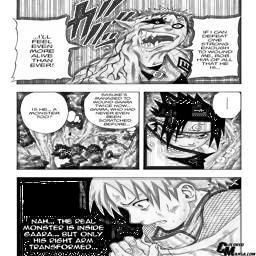 IF I CAN
DEFEAT
ONE
STRONG
ENOUGH
TO WOUND
ME, ROB
HIM OF ALL
THAT HE
IS...
...I'LL
FEEL
EVEN
MORE
ALIVE
THAN
EVER!
SASUKE'S
MANAGED TO
WOUND GAARA
TWICE NOW...
GAARA, WHO HAD
NEVER EVEN
BEEN
SCRATCHED
BEFORE...
IS HE... A
MONSTER
TOO?
NAH... THE REAL
MONSTER IS INSIDE
GAARA... BUT ONLY
HIS RIGHT ARM
TRANSFORMED...